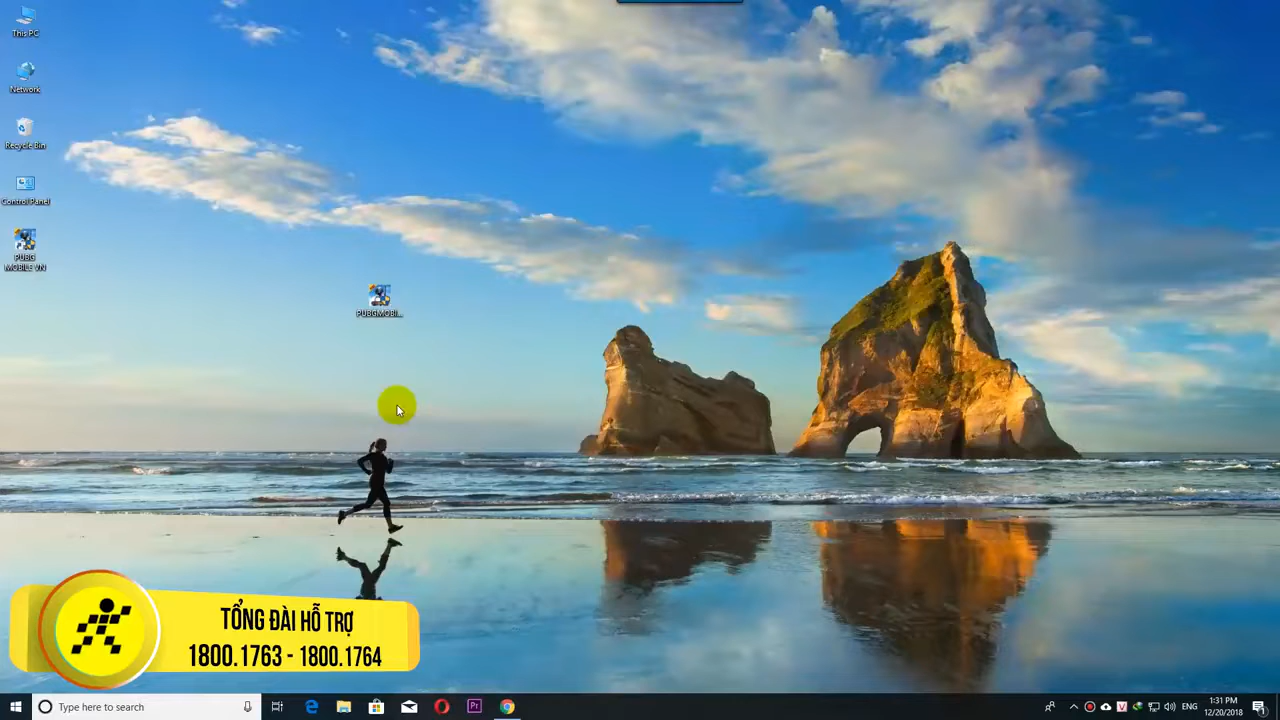 This PC
Network
Recycle Bin
Control Panel
PUBG
MOBILE VN
PUBGMOBI...
TỔNG ĐÀI HỖ TRỢ
1800.1763 - 1800.1764
Type here to search
Pr
V
ENG
1:31 PM
12/20/2018